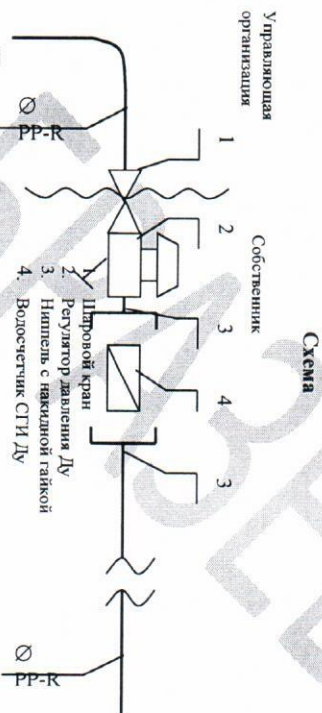 Схема
Управляющая
организация
Собственник
1
2
3
4
3
Ø
PP-R
Ø
PP-R
1. Шаровой кран
2. Регулятор давления Ду
3. Ниппель с накидной гайкой
4. Водосчетчик СГИ Ду